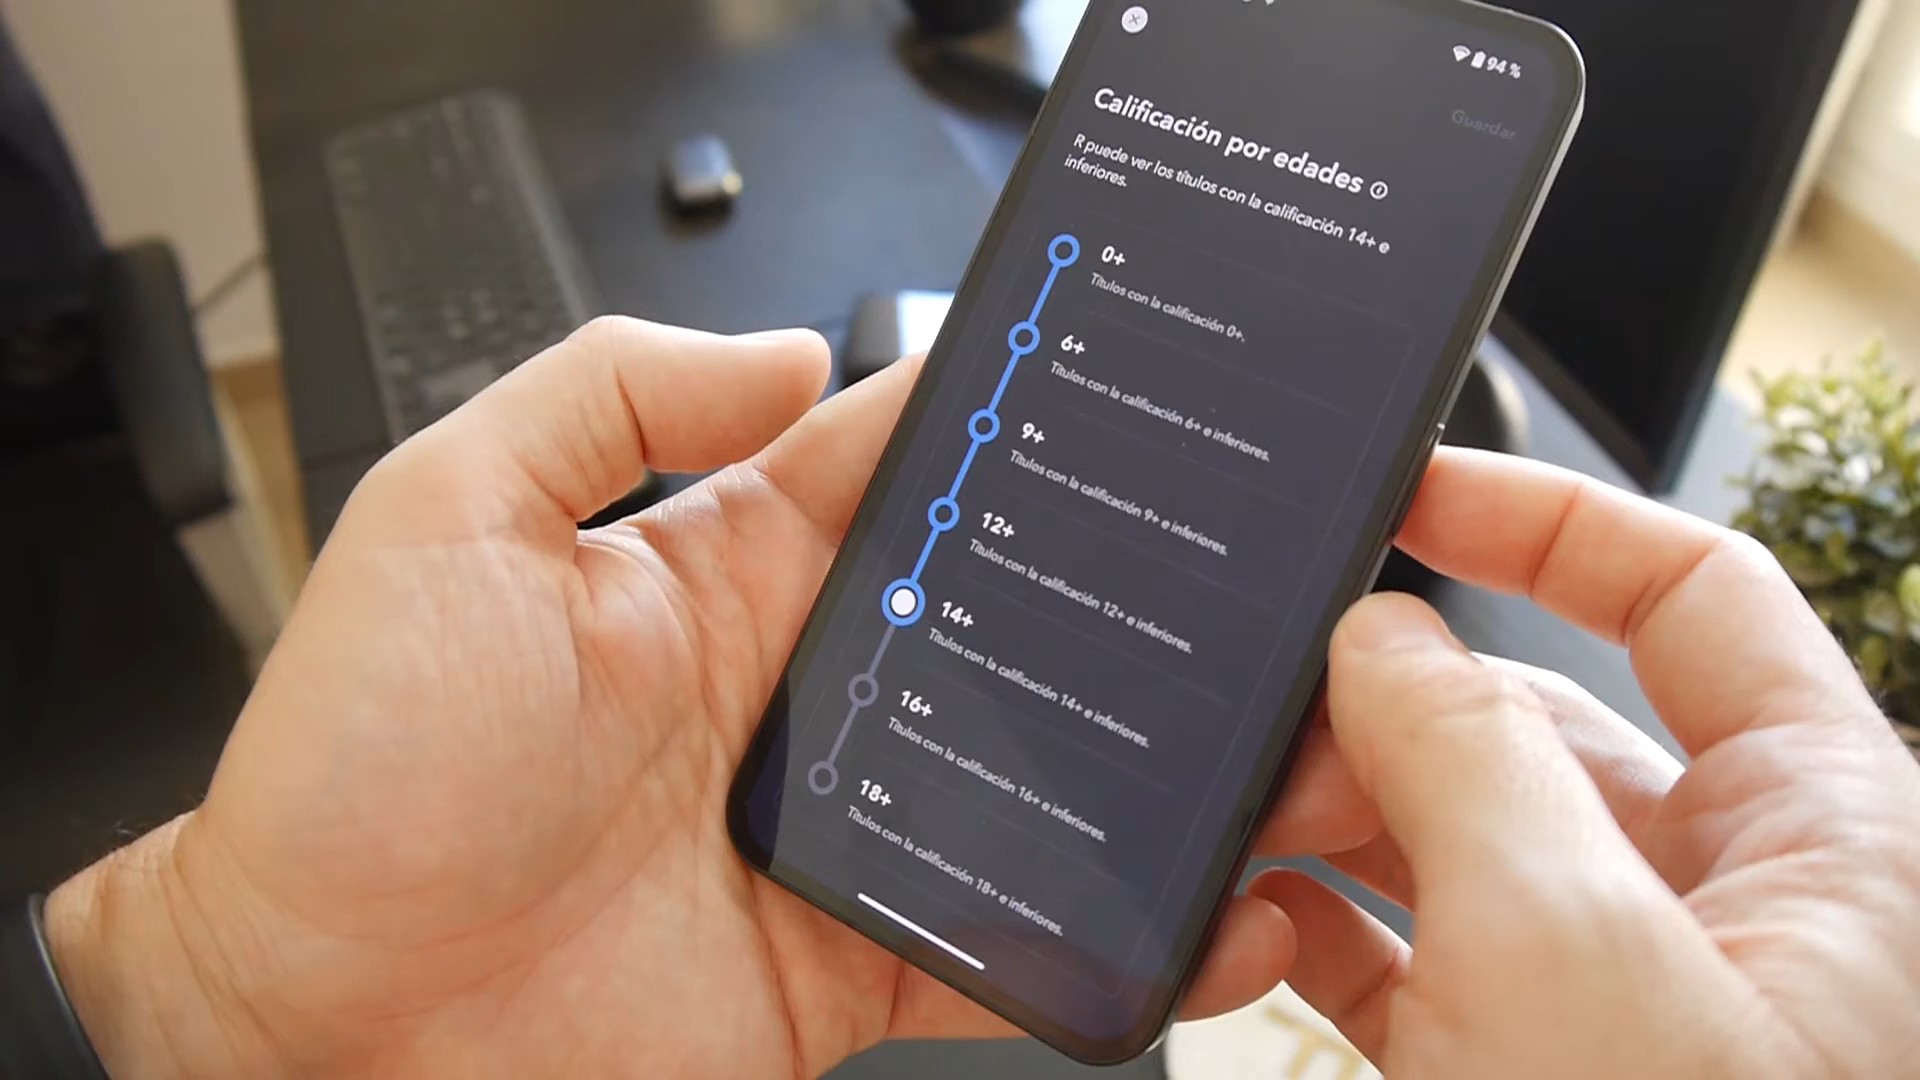 94 %
Guardar
Calificación por edades
R puede ver los títulos con la calificación 14+ e
inferiores.
0+
Títulos con la calificación 0+.
6+
Títulos con la calificación 6+ e inferiores.
9+
Títulos con la calificación 9+ e inferiores.
12+
Títulos con la calificación 12+ e inferiores.
14+
Títulos con la calificación 14+ e inferiores.
16+
Títulos con la calificación 16+ e inferiores.
18+
Títulos con la calificación 18+ e inferiores.